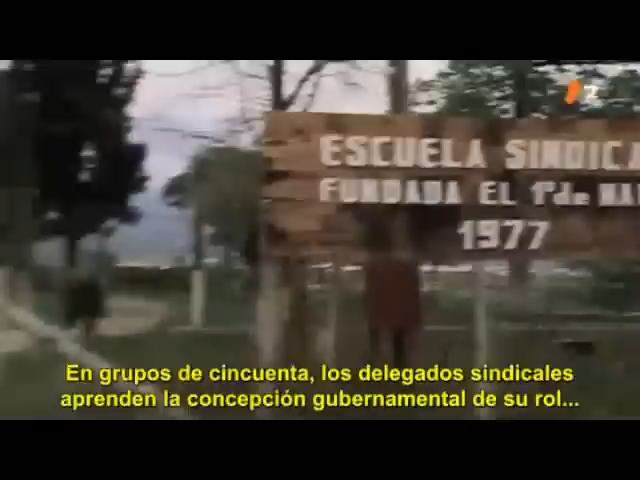 ESCUELA SINDICA
FUNDADA EL 1º de MA
1977
En grupos de cincuenta, los delegados sindicales
aprenden la concepción gubernamental de su rol...